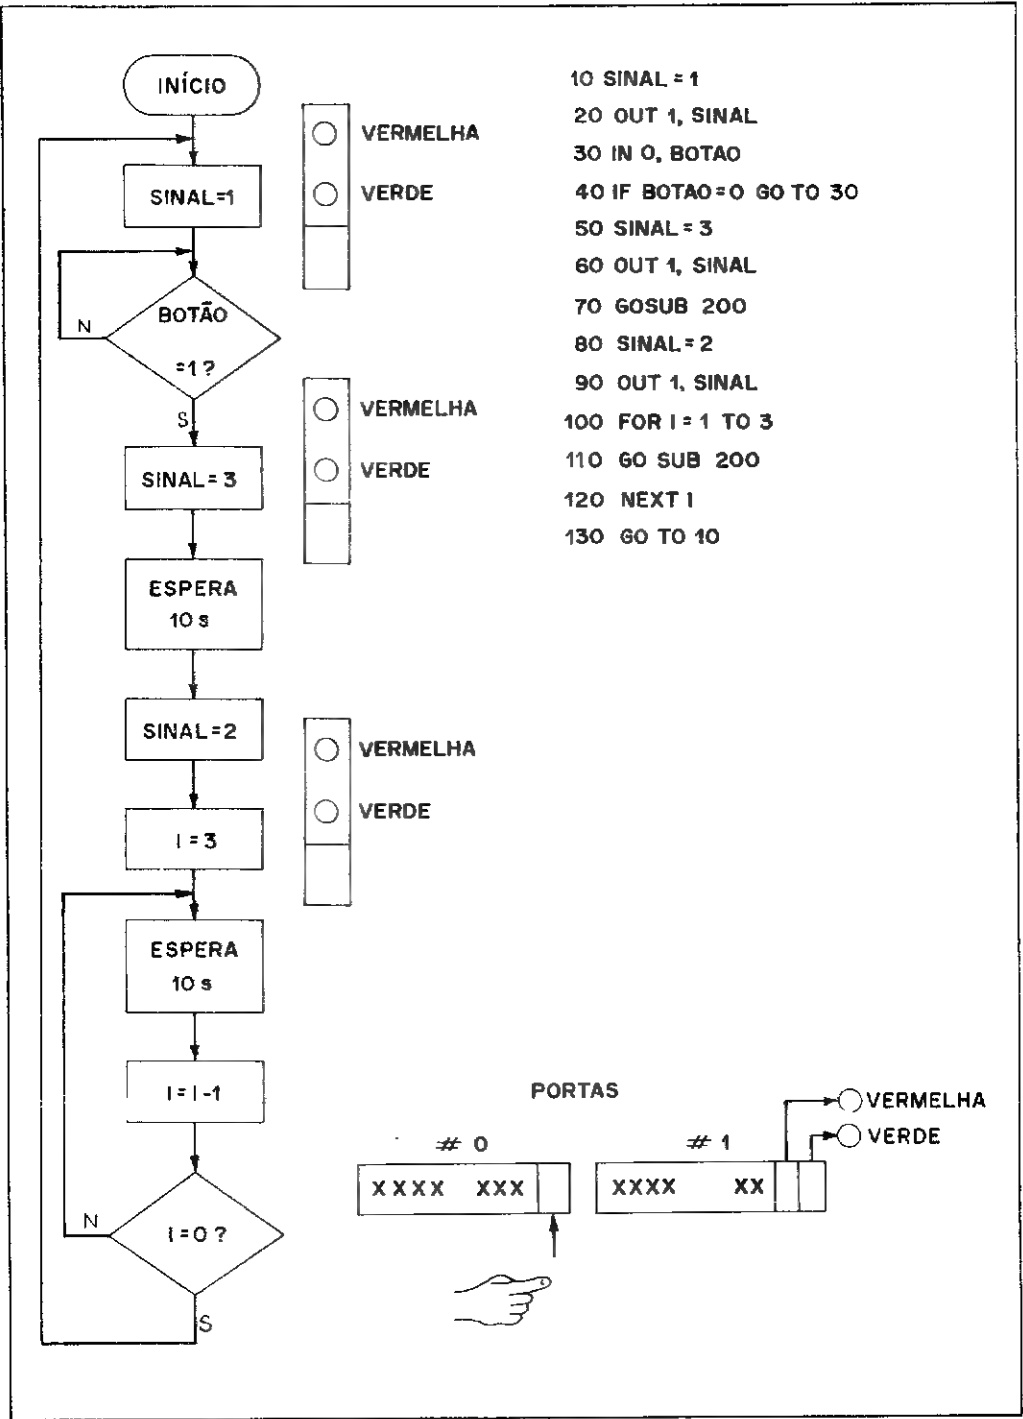 INÍCIO
SINAL=1
BOTÃO
=1?
N
S
SINAL=3
ESPERA
10 s
SINAL=2
I=3
ESPERA
10 s
I=I-1
I=0?
N
S
VERMELHA
VERDE
VERMELHA
VERDE
VERMELHA
VERDE
10 SINAL=1
20 OUT 1, SINAL
30 IN 0, BOTAO
40 IF BOTAO=0 GO TO 30
50 SINAL=3
60 OUT 1, SINAL
70 GOSUB 200
80 SINAL=2
90 OUT 1, SINAL
100 FOR I=1 TO 3
110 GO SUB 200
120 NEXT I
130 GO TO 10
PORTAS
# 0
XXXX XXX
# 1
XXXX XX
VERMELHA
VERDE